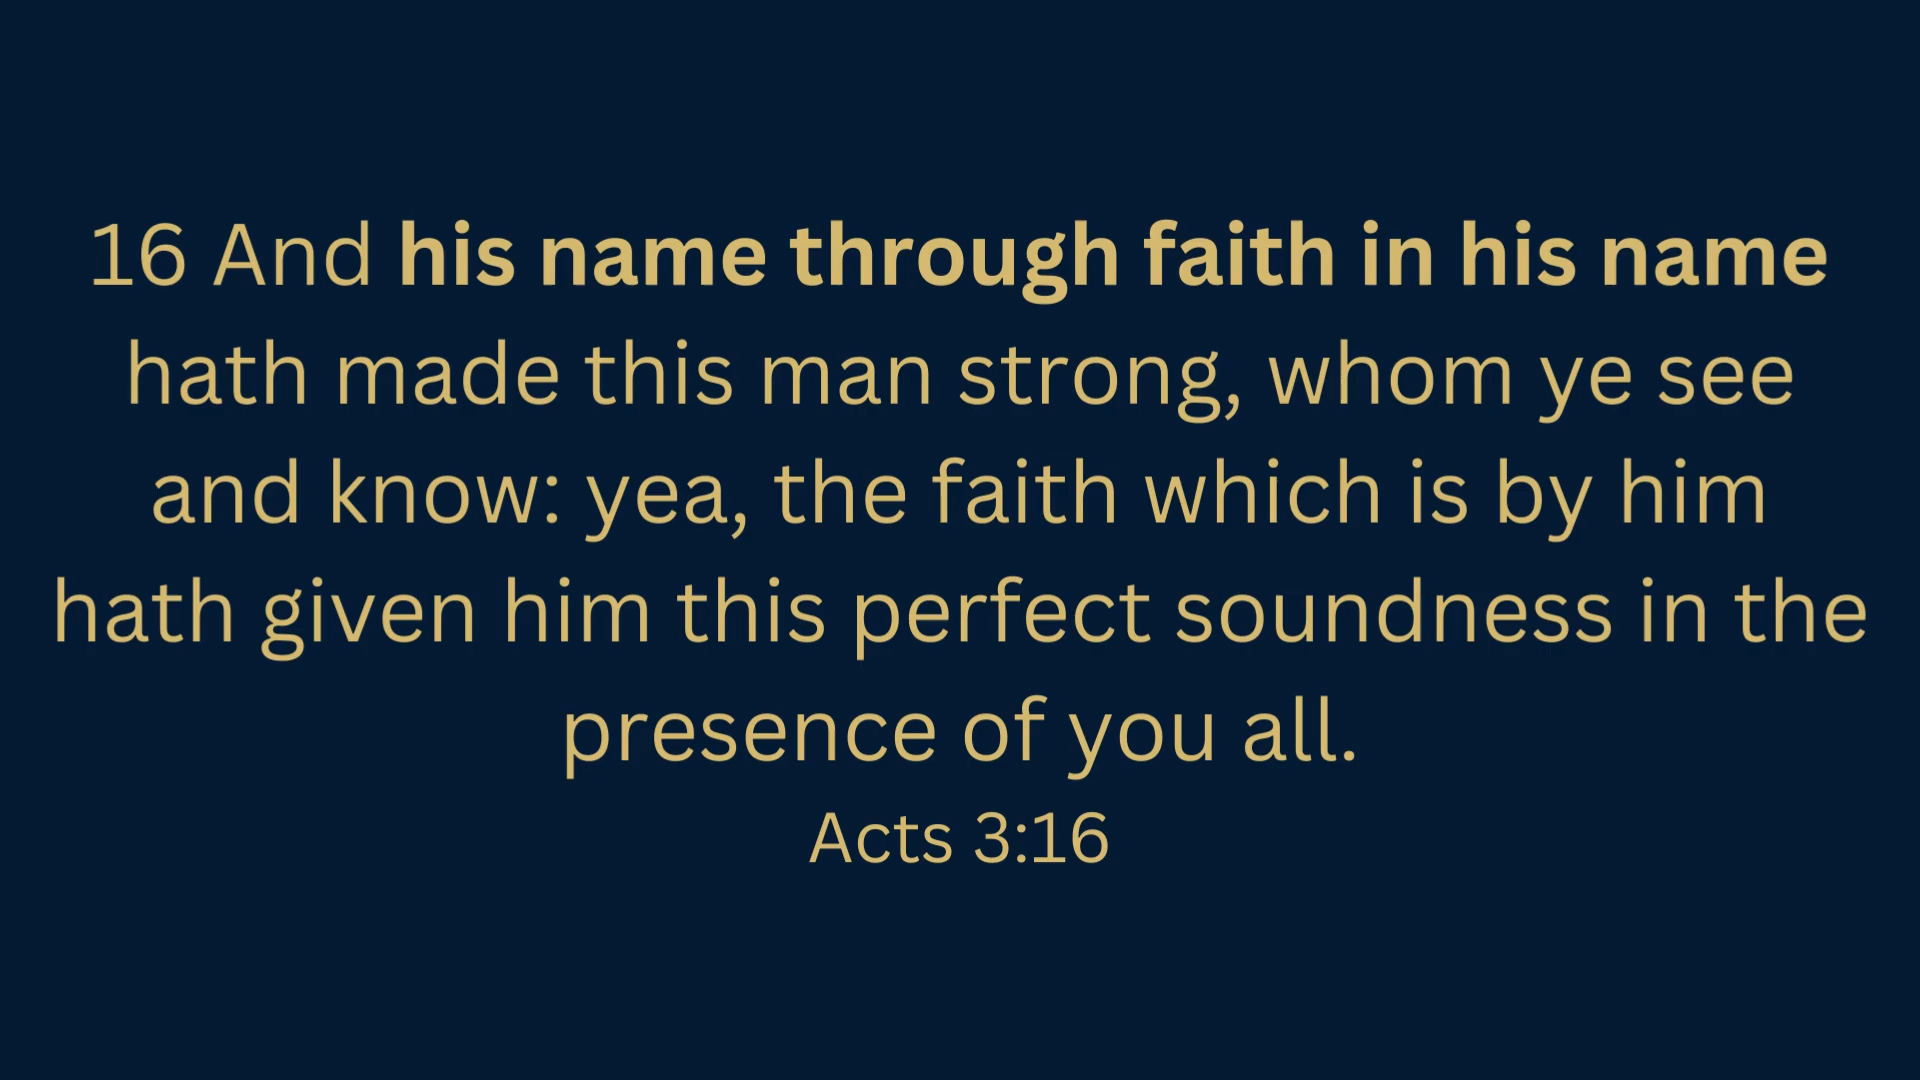 16 And his name through faith in his name
hath made this man strong, whom ye see
and know: yea, the faith which is by him
hath given him this perfect soundness in the
presence of you all.
Acts 3:16